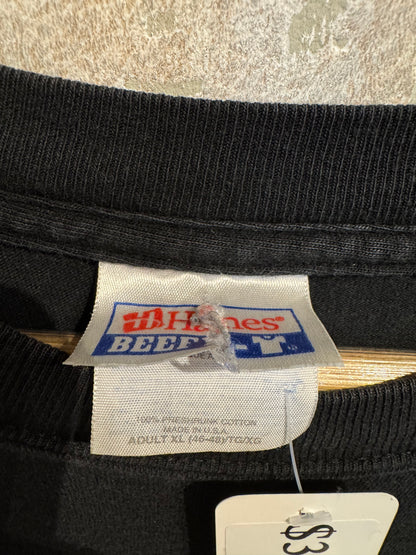 Hanes®
BEEFY-T®
100% PRESHRUNK COTTON
MADE IN U.S.A.
ADULT XL (46-48)/TG/XG
$3